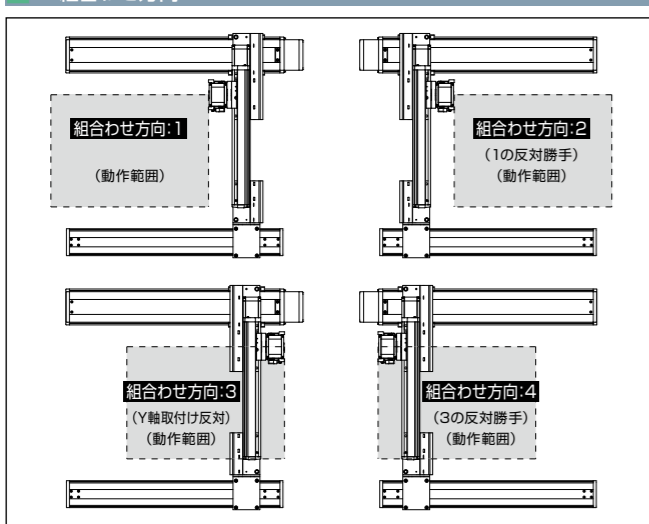 組合わせ方向:1
(動作範囲)
組合わせ方向:2
(1の反対勝手)
(動作範囲)
組合わせ方向:3
(Y軸取付け反対)
(動作範囲)
組合わせ方向:4
(3の反対勝手)
(動作範囲)